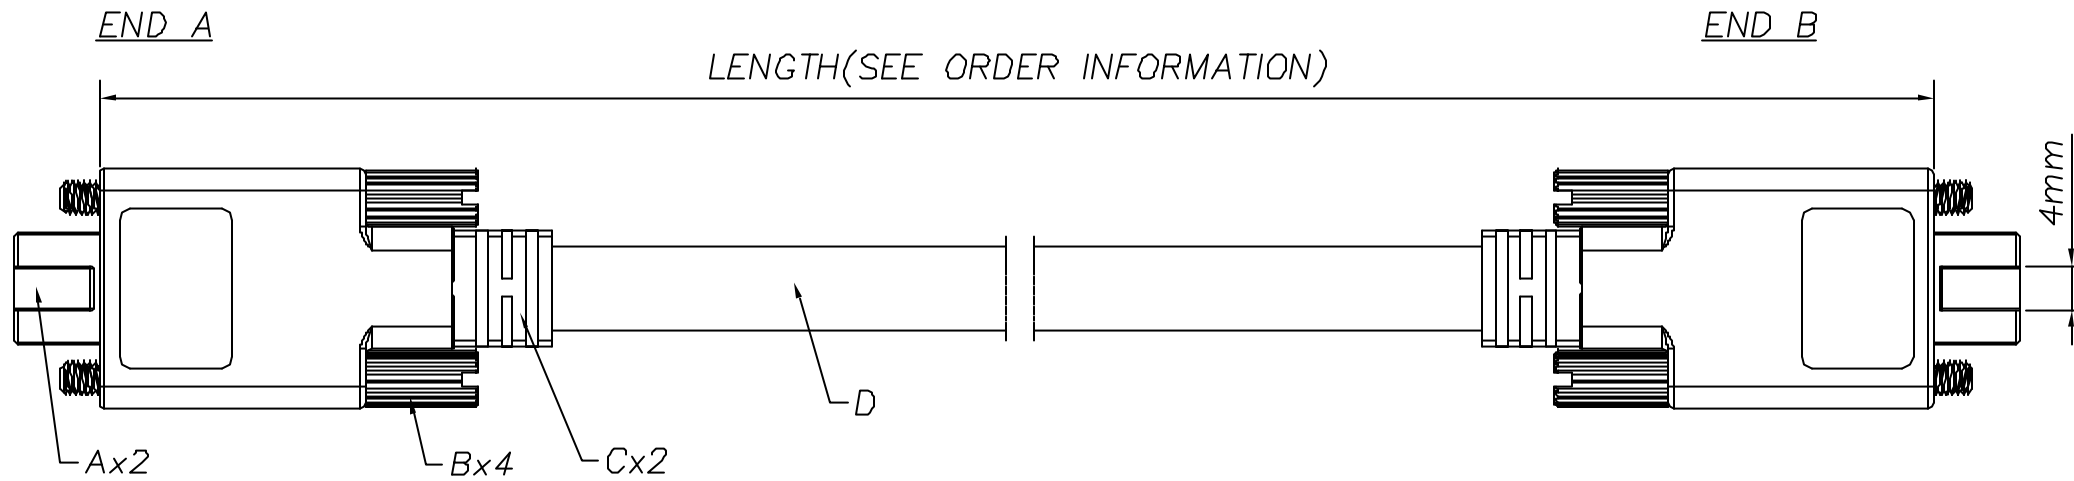 END A
END B
LENGTH(SEE ORDER INFORMATION)
4mm
D
Ax2
Bx4
Cx2